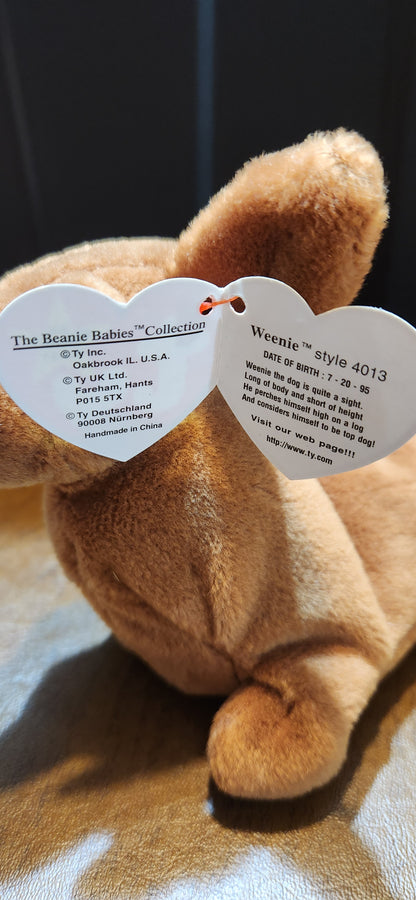 The Beanie Babies™Collection
©Ty Inc.
Oakbrook IL. U.S.A.
©Ty UK Ltd.
Fareham, Hants
P015 5TX
©Ty Deutschland
90008 Nürnberg
Handmade in China
Weenie™ style 4013
DATE OF BIRTH : 7 - 20 - 95
Weenie the dog is quite a sight.
Long of body and short of height
He perches himself high on a log
And considers himself to be top dog!
Visit our web page!!!
http://www.ty.com